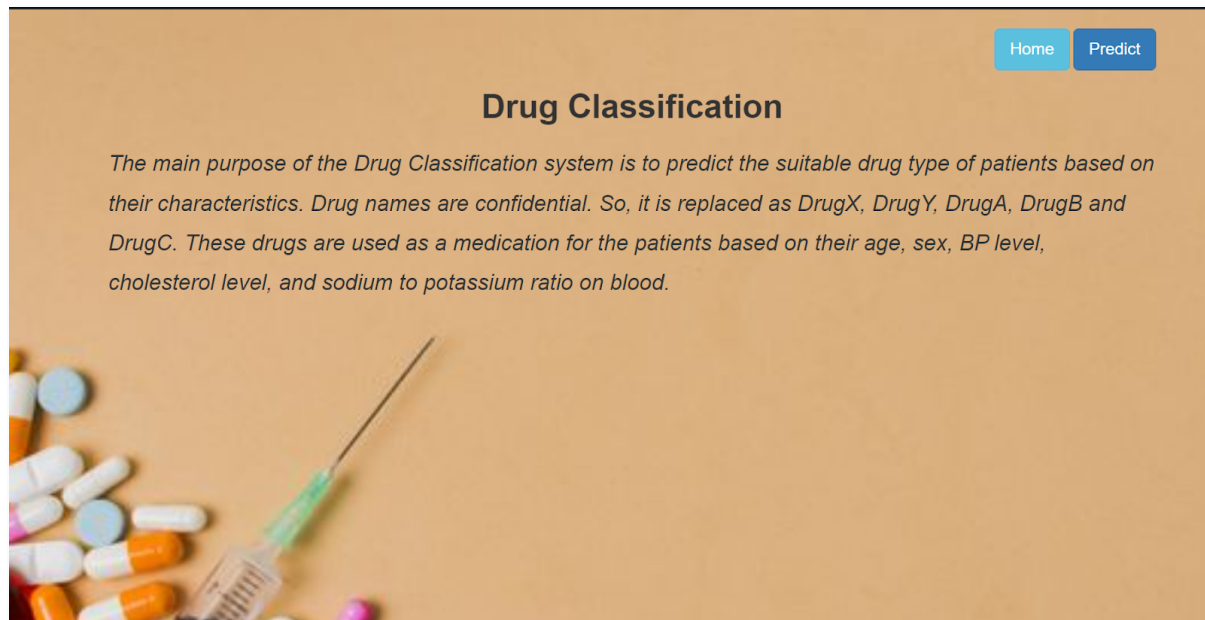 Home Predict
Drug Classification
The main purpose of the Drug Classification system is to predict the suitable drug type of patients based on
their characteristics. Drug names are confidential. So, it is replaced as DrugX, DrugY, DrugA, DrugB and
DrugC. These drugs are used as a medication for the patients based on their age, sex, BP level,
cholesterol level, and sodium to potassium ratio on blood.